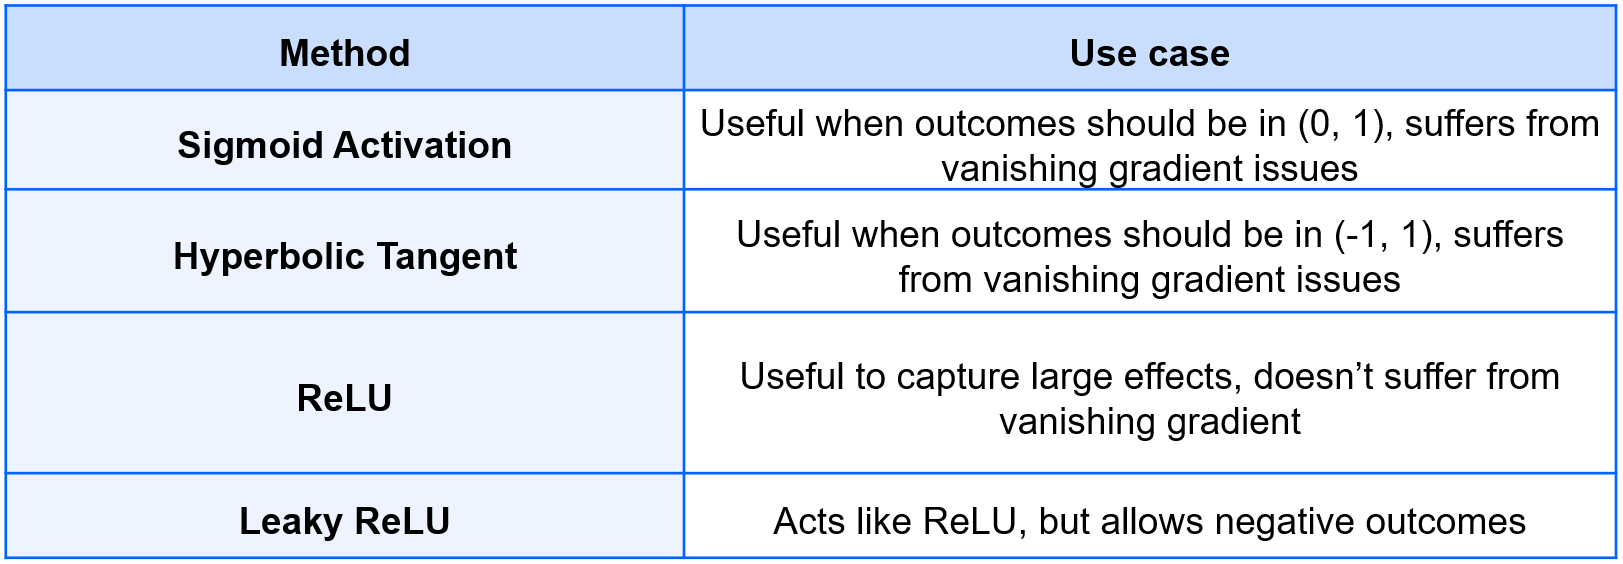 Method
Use case
Sigmoid Activation
Useful when outcomes should be in (0, 1), suffers from
vanishing gradient issues
Hyperbolic Tangent
Useful when outcomes should be in (-1, 1), suffers
from vanishing gradient issues
ReLU
Useful to capture large effects, doesn’t suffer from
vanishing gradient
Leaky ReLU
Acts like ReLU, but allows negative outcomes